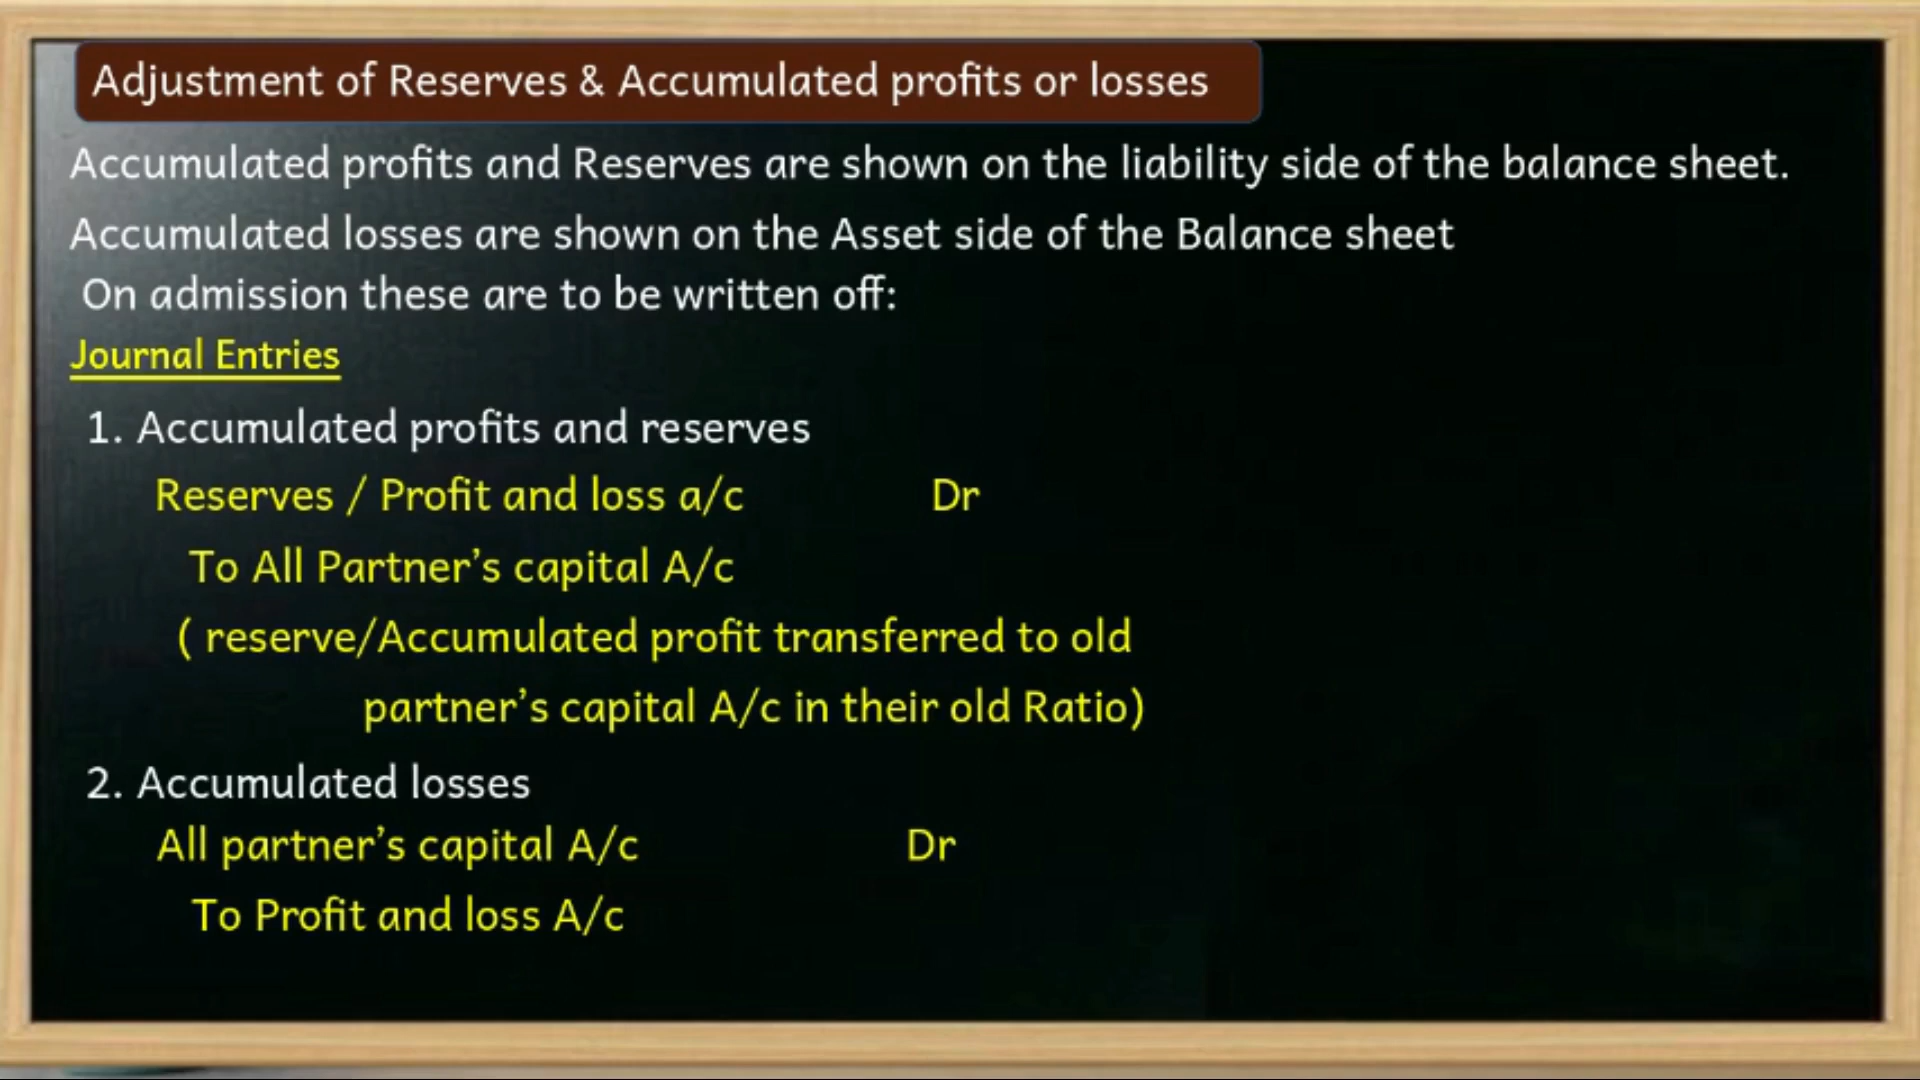 Adjustment of Reserves & Accumulated profits or losses
Accumulated profits and Reserves are shown on the liability side of the balance sheet.
Accumulated losses are shown on the Asset side of the Balance sheet
On admission these are to be written off:
Journal Entries
1. Accumulated profits and reserves
Reserves / Profit and loss a/c Dr
To All Partner’s capital A/c
( reserve/Accumulated profit transferred to old
partner’s capital A/c in their old Ratio)
2. Accumulated losses
All partner’s capital A/c Dr
To Profit and loss A/c